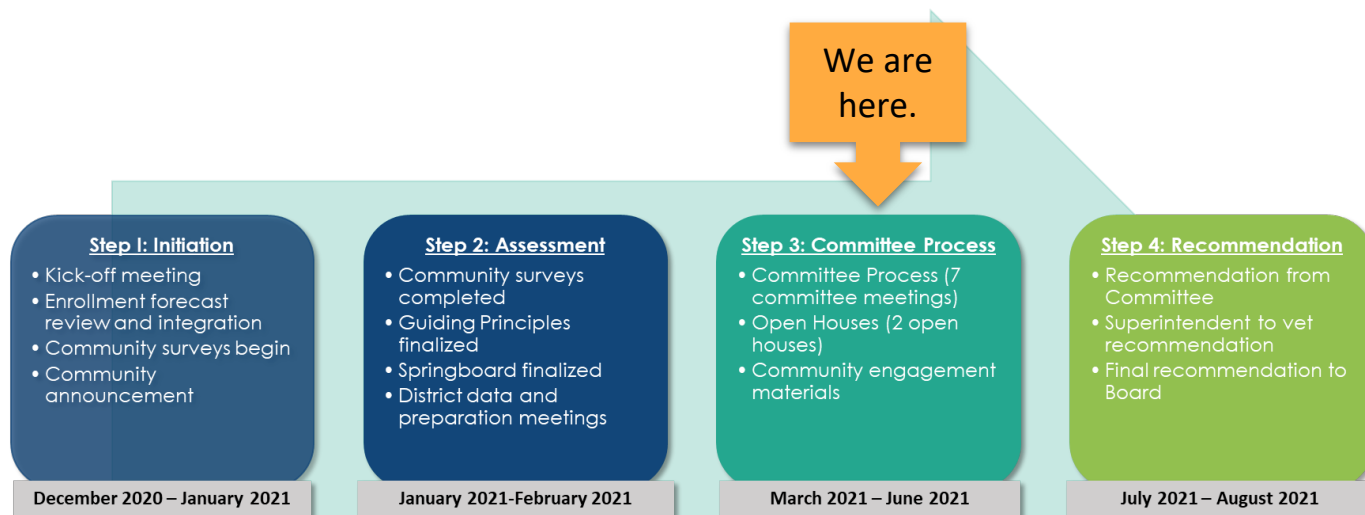 We are
here.
Step I: Initiation
• Kick-off meeting
• Enrollment forecast
review and integration
• Community surveys begin
• Community
announcement
December 2020 – January 2021
Step 2: Assessment
• Community surveys
completed
• Guiding Principles
finalized
• Springboard finalized
• District data and
preparation meetings
January 2021-February 2021
Step 3: Committee Process
• Committee Process (7
committee meetings)
• Open Houses (2 open
houses)
• Community engagement
materials
March 2021 – June 2021
Step 4: Recommendation
• Recommendation from
Committee
• Superintendent to vet
recommendation
• Final recommendation to
Board
July 2021 – August 2021